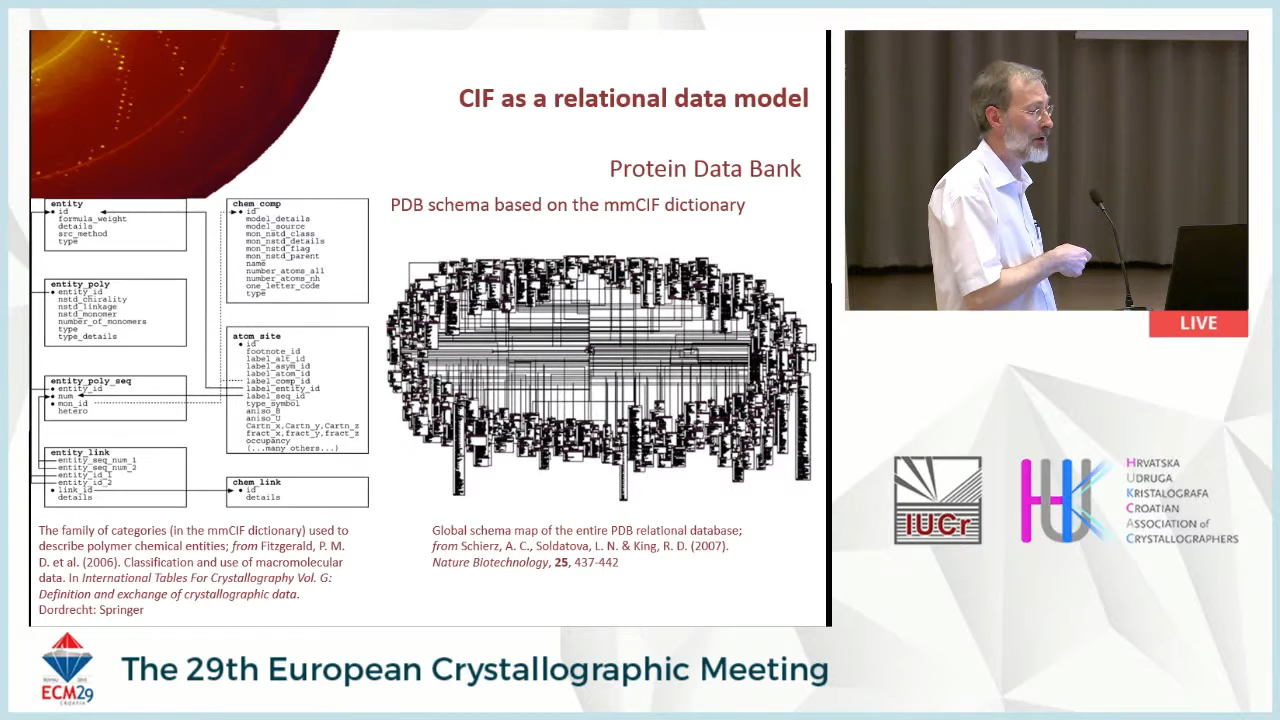 CIF as a relational data model
Protein Data Bank
PDB schema based on the mmCIF dictionary
entity
id
formula_weight
details
src_method
type
entity_poly
entity_id
nstd_chirality
nstd_linkage
nstd_monomer
number_of_monomers
type
type_details
entity_poly_seq
entity_id
num
mon_id
hetero
entity_link
entity_seq_num_1
entity_seq_num_2
entity_id_1
entity_id_2
link_id
details
chem_comp
id
model_details
model_source
mon_nstd_class
mon_nstd_details
mon_nstd_flag
mon_nstd_parent
name
number_atoms_all
number_atoms_nh
one_letter_code
type
atom_site
id
footnote_id
label_alt_id
label_asym_id
label_atom_id
label_comp_id
label_entity_id
label_seq_id
type_symbol
aniso_B
aniso_U
Cartn_x,Cartn_y,Cartn_z
fract_x,fract_y,fract_z
occupancy
(...many others...)
chem_link
id
details
The family of categories (in the mmCIF dictionary) used to
describe polymer chemical entities; from Fitzgerald, P. M.
D. et al. (2006). Classification and use of macromolecular
data. In International Tables For Crystallography Vol. G:
Definition and exchange of crystallographic data.
Dordrecht: Springer
Global schema map of the entire PDB relational database;
from Schierz, A. C., Soldatova, L. N. & King, R. D. (2007).
Nature Biotechnology, 25, 437-442
LIVE
IUCr
HRVATSKA
UDRUGA
KRISTALOGRAFA
CROATIAN
ASSOCIATION of
CRYSTALLOGRAPHERS
ECM29
CROATIA
The 29th European Crystallographic Meeting